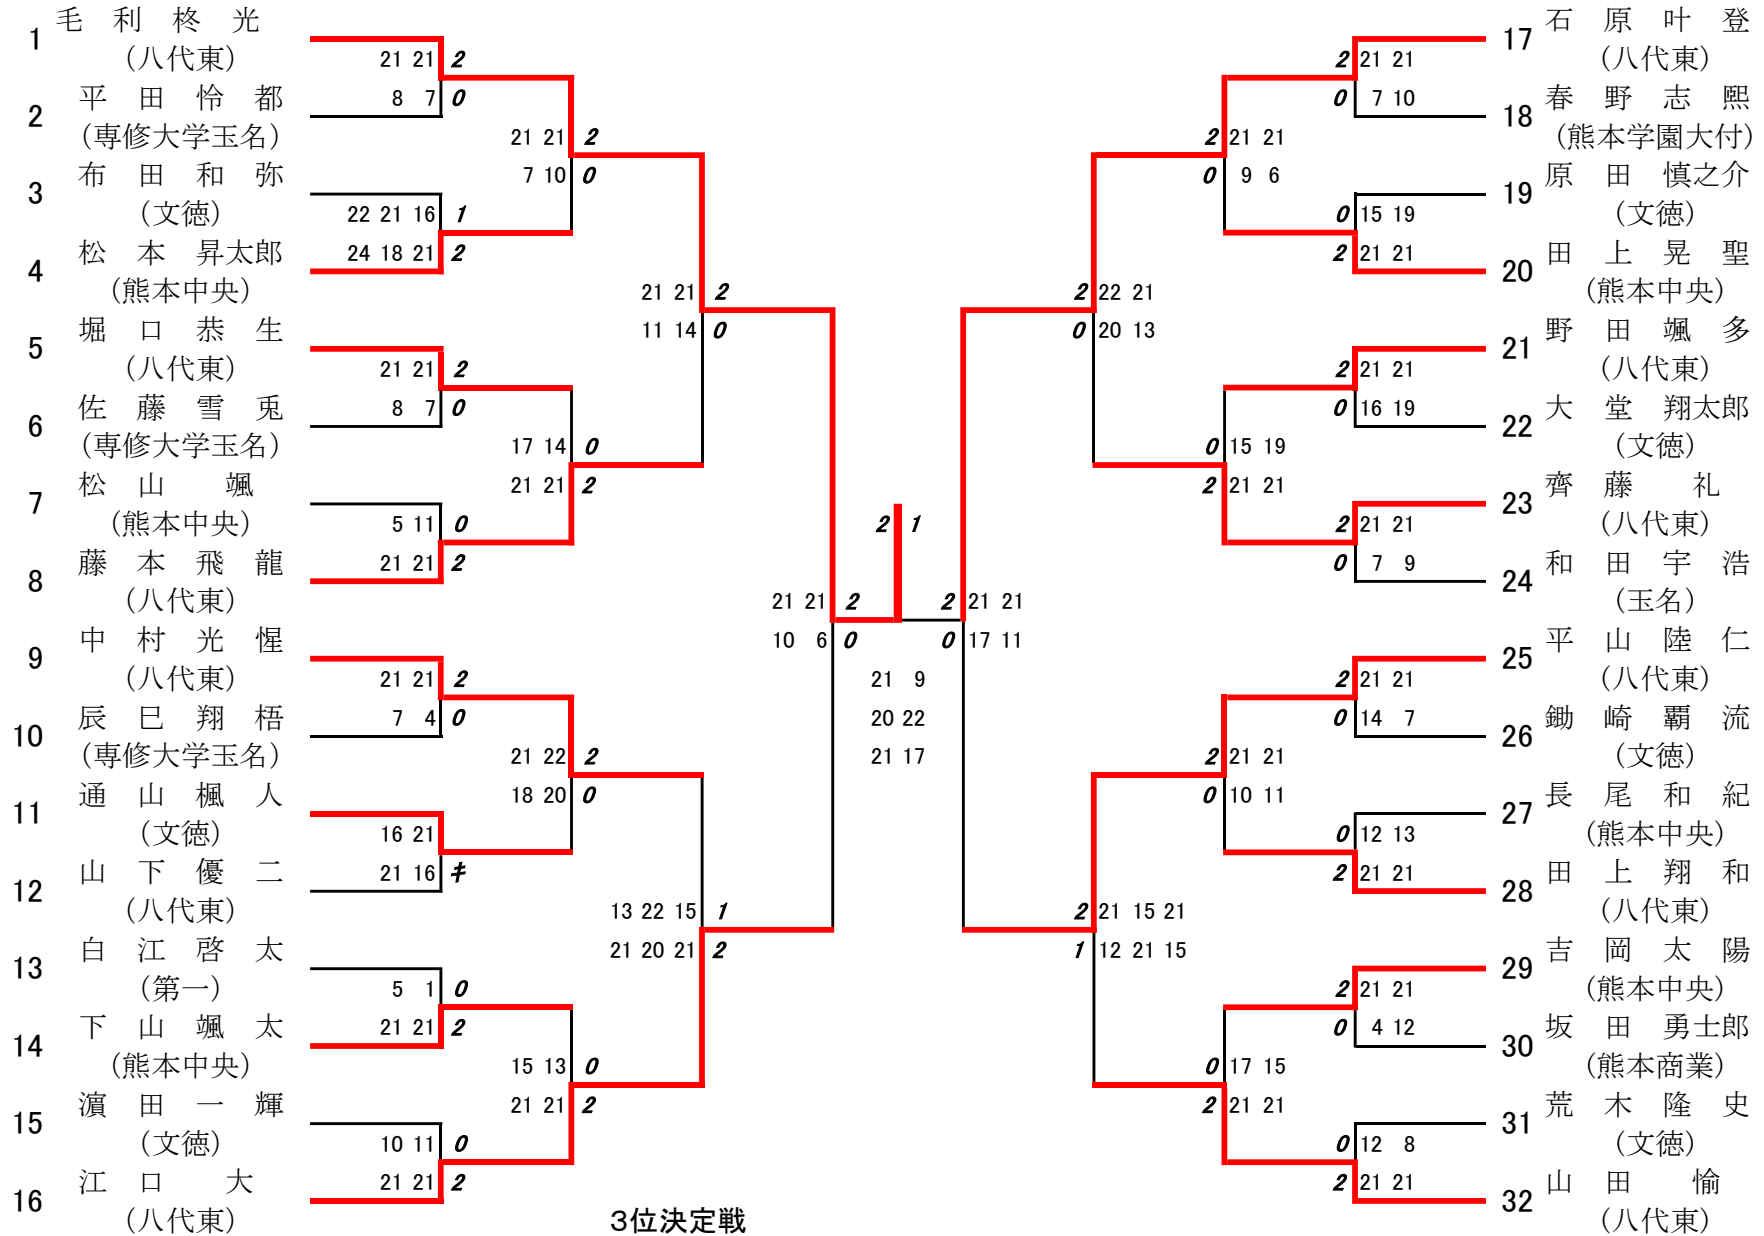 1 毛利柊光
(八代東)
21 21 2
2 平田怜都
8 7 0
(専修大学玉名)
21 21 2
7 10 0
3 布田和弥
(文徳)
22 21 16 1
4 松本昇太郎
24 18 21 2
(熊本中央)
21 21 2
11 14 0
5 堀口恭生
(八代東)
21 21 2
6 佐藤雪兎
8 7 0
(専修大学玉名)
17 14 0
21 21 2
7 松山颯
(熊本中央)
5 11 0
8 藤本飛龍
21 21 2
(八代東)
21 21 2
10 6 0
9 中村光惺
(八代東)
21 21 2
10 辰巳翔梧
7 4 0
(専修大学玉名)
21 22 2
18 20 0
11 通山楓人
(文徳)
16 21
12 山下優二
21 16 キ
(八代東)
13 22 15 1
21 20 21 2
13 白江啓太
(第一)
5 1 0
14 下山颯太
21 21 2
(熊本中央)
15 13 0
21 21 2
15 濵田一輝
(文徳)
10 11 0
16 江口大
21 21 2
(八代東)
2 1
21 9
20 22
21 17
3位決定戦
17 石原叶登
(八代東)
2 21 21
18 春野志熙
0 7 10
(熊本学園大付)
2 21 21
0 9 6
19 原田慎之介
(文徳)
0 15 19
20 田上晃聖
2 21 21
(熊本中央)
2 22 21
0 20 13
21 野田颯多
(八代東)
2 21 21
22 大堂翔太郎
0 16 19
(文徳)
0 15 19
2 21 21
23 齊藤礼
(八代東)
2 21 21
24 和田宇浩
0 7 9
(玉名)
2 21 21
0 17 11
25 平山陸仁
(八代東)
2 21 21
26 鋤崎覇流
0 14 7
(文徳)
2 21 21
0 10 11
27 長尾和紀
(熊本中央)
0 12 13
28 田上翔和
2 21 21
(八代東)
2 21 15 21
1 12 21 15
29 吉岡太陽
(熊本中央)
2 21 21
30 坂田勇士郎
0 4 12
(熊本商業)
0 17 15
2 21 21
31 荒木隆史
(文徳)
0 12 8
32 山田愉
2 21 21
(八代東)